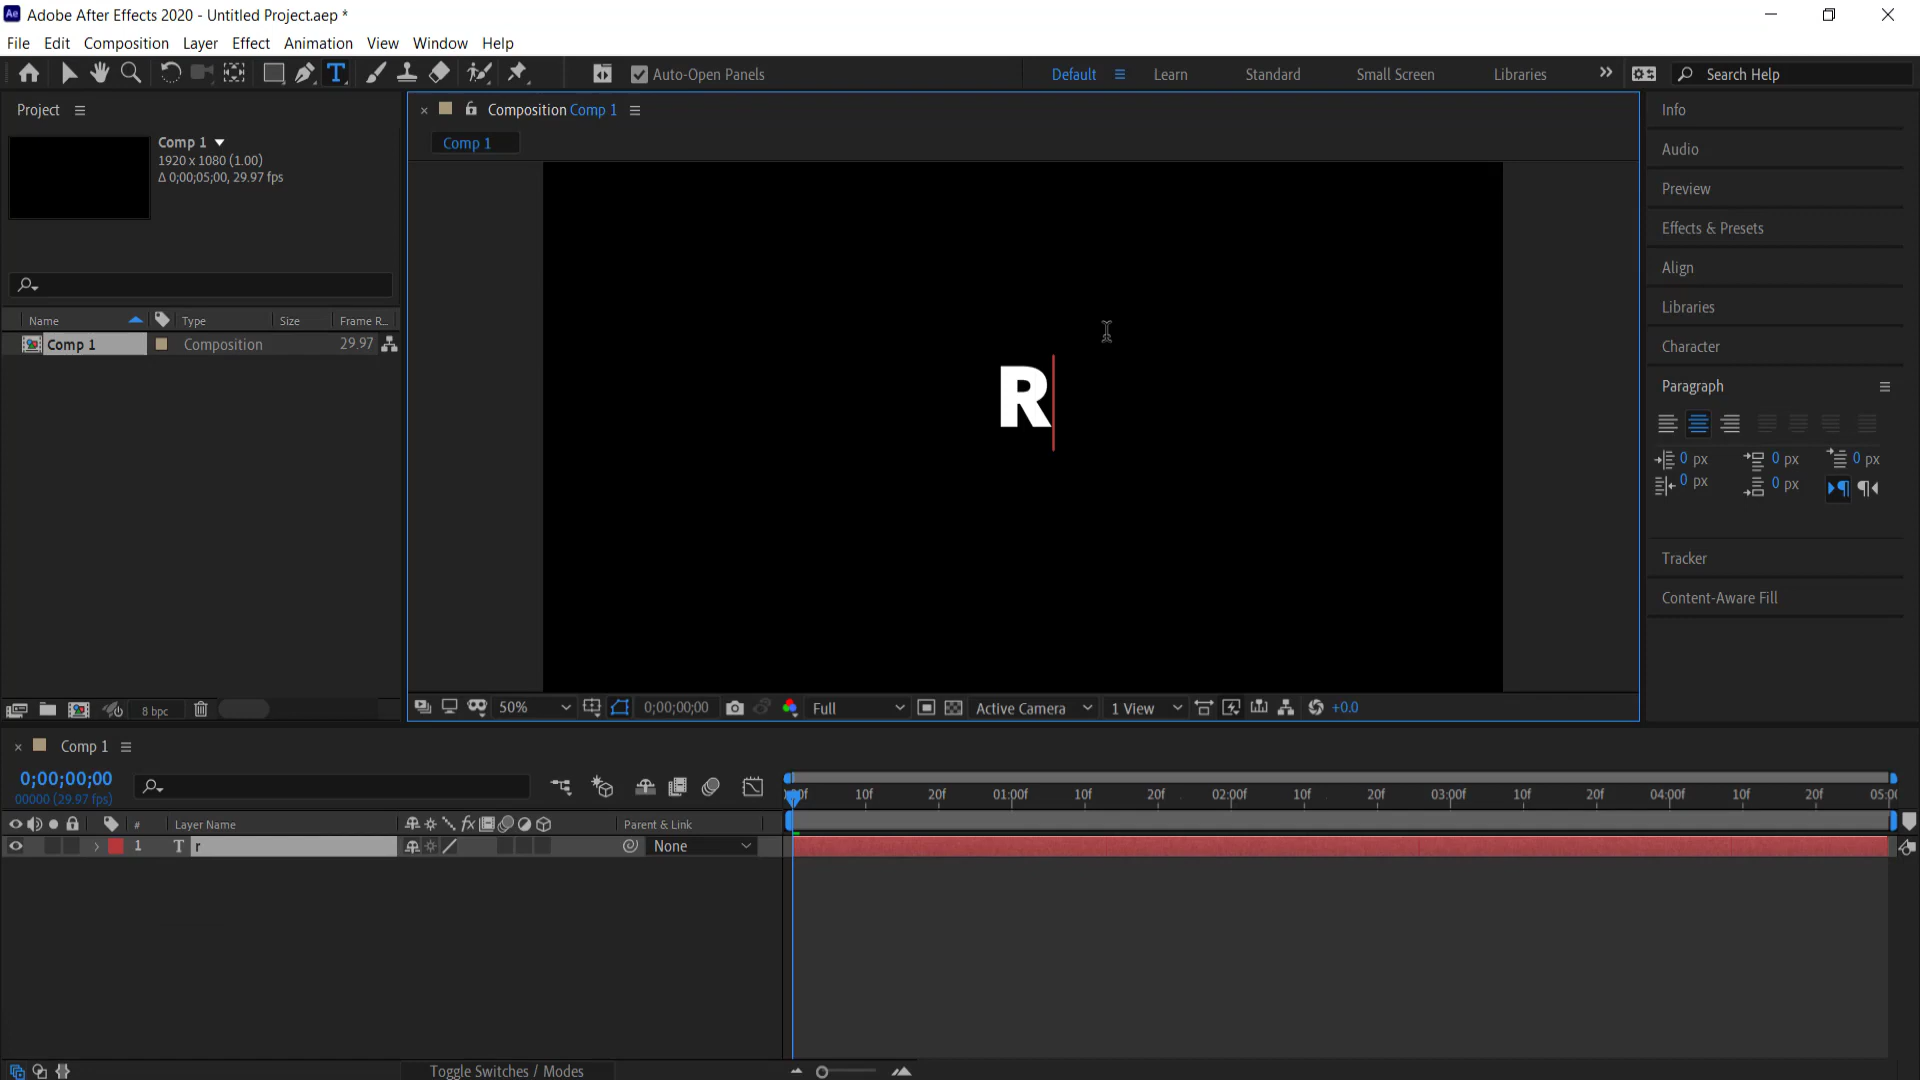 Adobe After Effects 2020 - Untitled Project.aep *
File Edit Composition Layer Effect Animation View Window Help
Auto-Open Panels Default Learn Standard Small Screen Libraries Search Help
Project
Comp 1
1920 x 1080 (1.00)
Δ 0;00;05;00, 29.97 fps
Name Type Size Frame R...
Comp 1 Composition 29.97
8 bpc
Composition Comp 1
Comp 1
R
50% 0;00;00;00 Full Active Camera 1 View +0.0
Info
Audio
Preview
Effects & Presets
Align
Libraries
Character
Paragraph
0 px 0 px 0 px
0 px 0 px
Tracker
Content-Aware Fill
Comp 1
0;00;00;00
00000 (29.97 fps)
10f 20f 01:00f 10f 20f 02:00f 10f 20f 03:00f 10f 20f 04:00f 10f 20f
# Layer Name Parent & Link
1 T r None
Toggle Switches / Modes